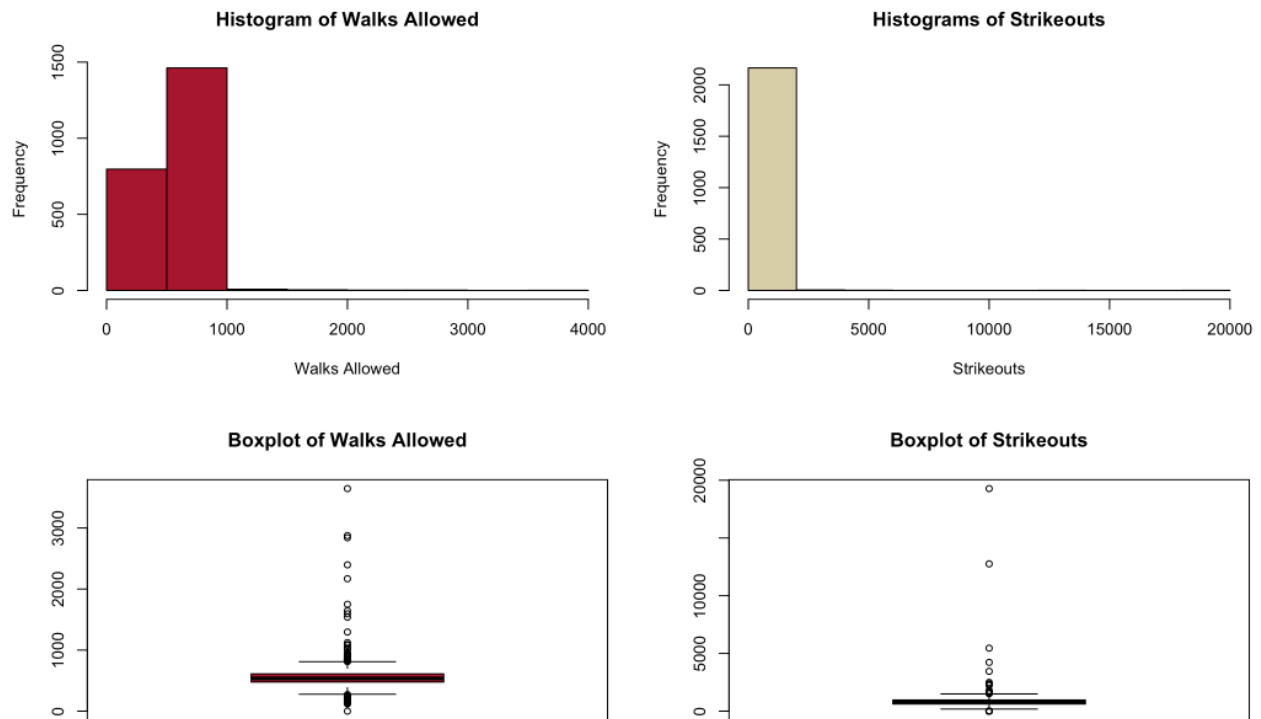 Histogram of Walks Allowed
Frequency
1500
1000
500
0
0 1000 2000 3000 4000
Walks Allowed
Histograms of Strikeouts
Frequency
2000
1500
1000
500
0
0 5000 10000 15000 20000
Strikeouts
Boxplot of Walks Allowed
3000
2000
1000
0
Boxplot of Strikeouts
20000
10000
5000
0